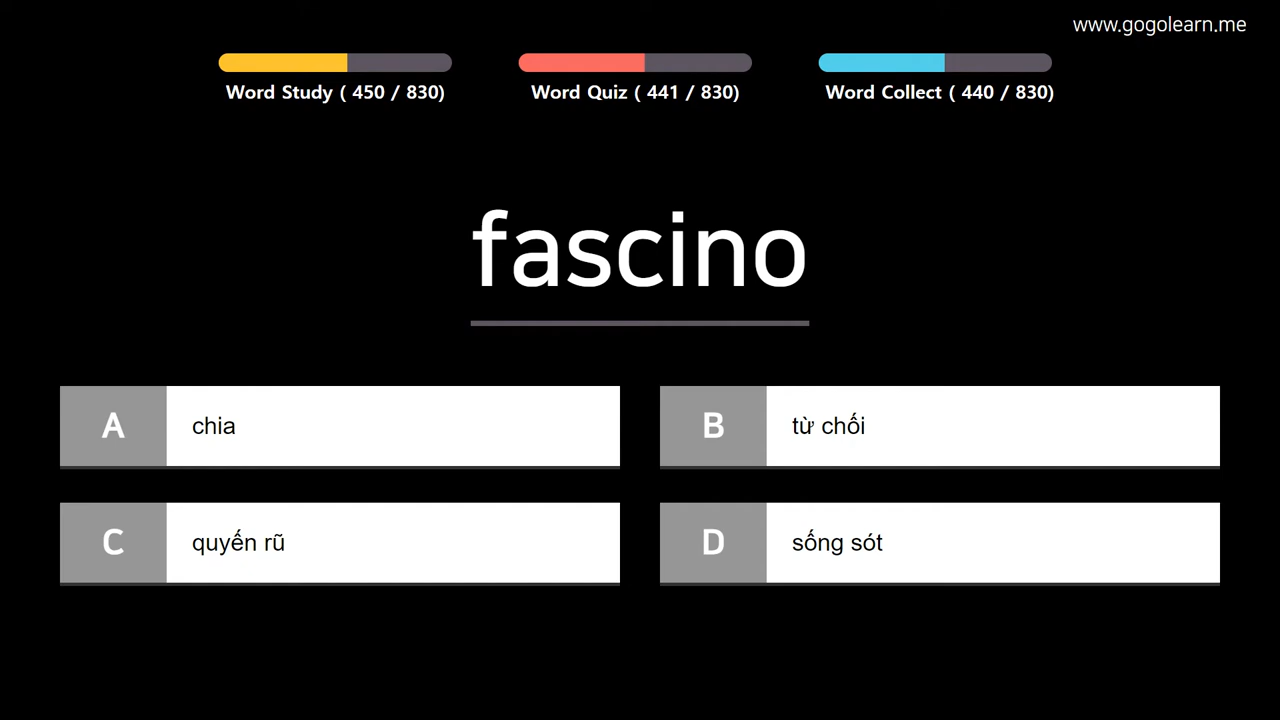 www.gogolearn.me
Word Study ( 450 / 830)
Word Quiz ( 441 / 830)
Word Collect ( 440 / 830)
fascino
A chia
B từ chối
C quyến rũ
D sống sót